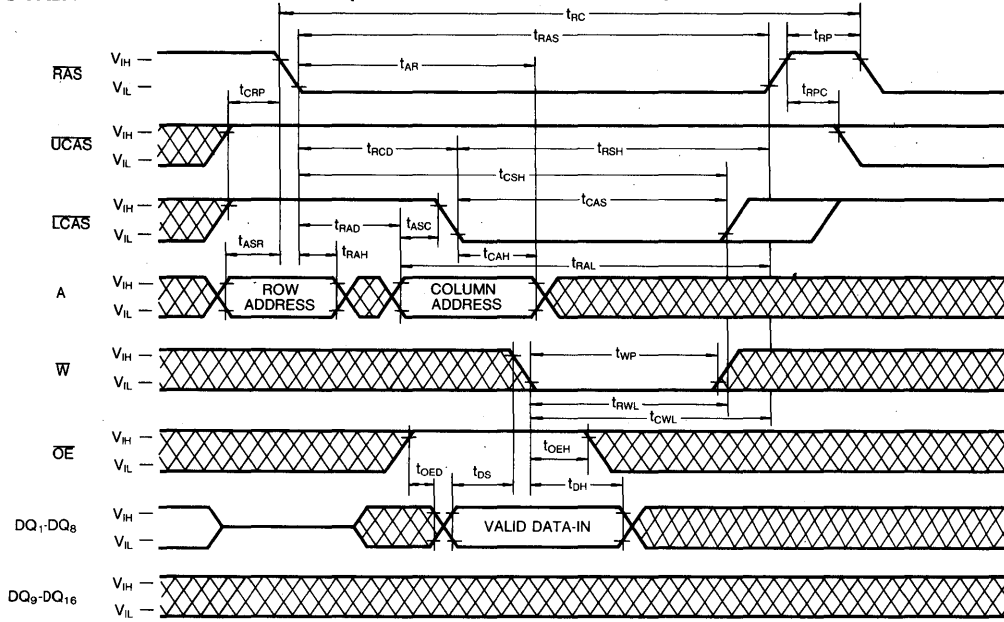 tRC
tRAS
tRP
tAR
RAS
VIH
VIL
tCRP
tRPC
UCAS
VIH
VIL
tRCD
tRSH
tCSH
LCAS
VIH
VIL
tCAS
tRAD
tASC
tASR
tRAH
tCAH
tRAL
A
VIH
VIL
ROW
ADDRESS
COLUMN
ADDRESS
W
VIH
VIL
tWP
tRWL
tCWL
OE
VIH
VIL
tOEH
tOED
tDS
tDH
DQ1-DQ8
VIH
VIL
VALID DATA-IN
DQ9-DQ16
VIH
VIL